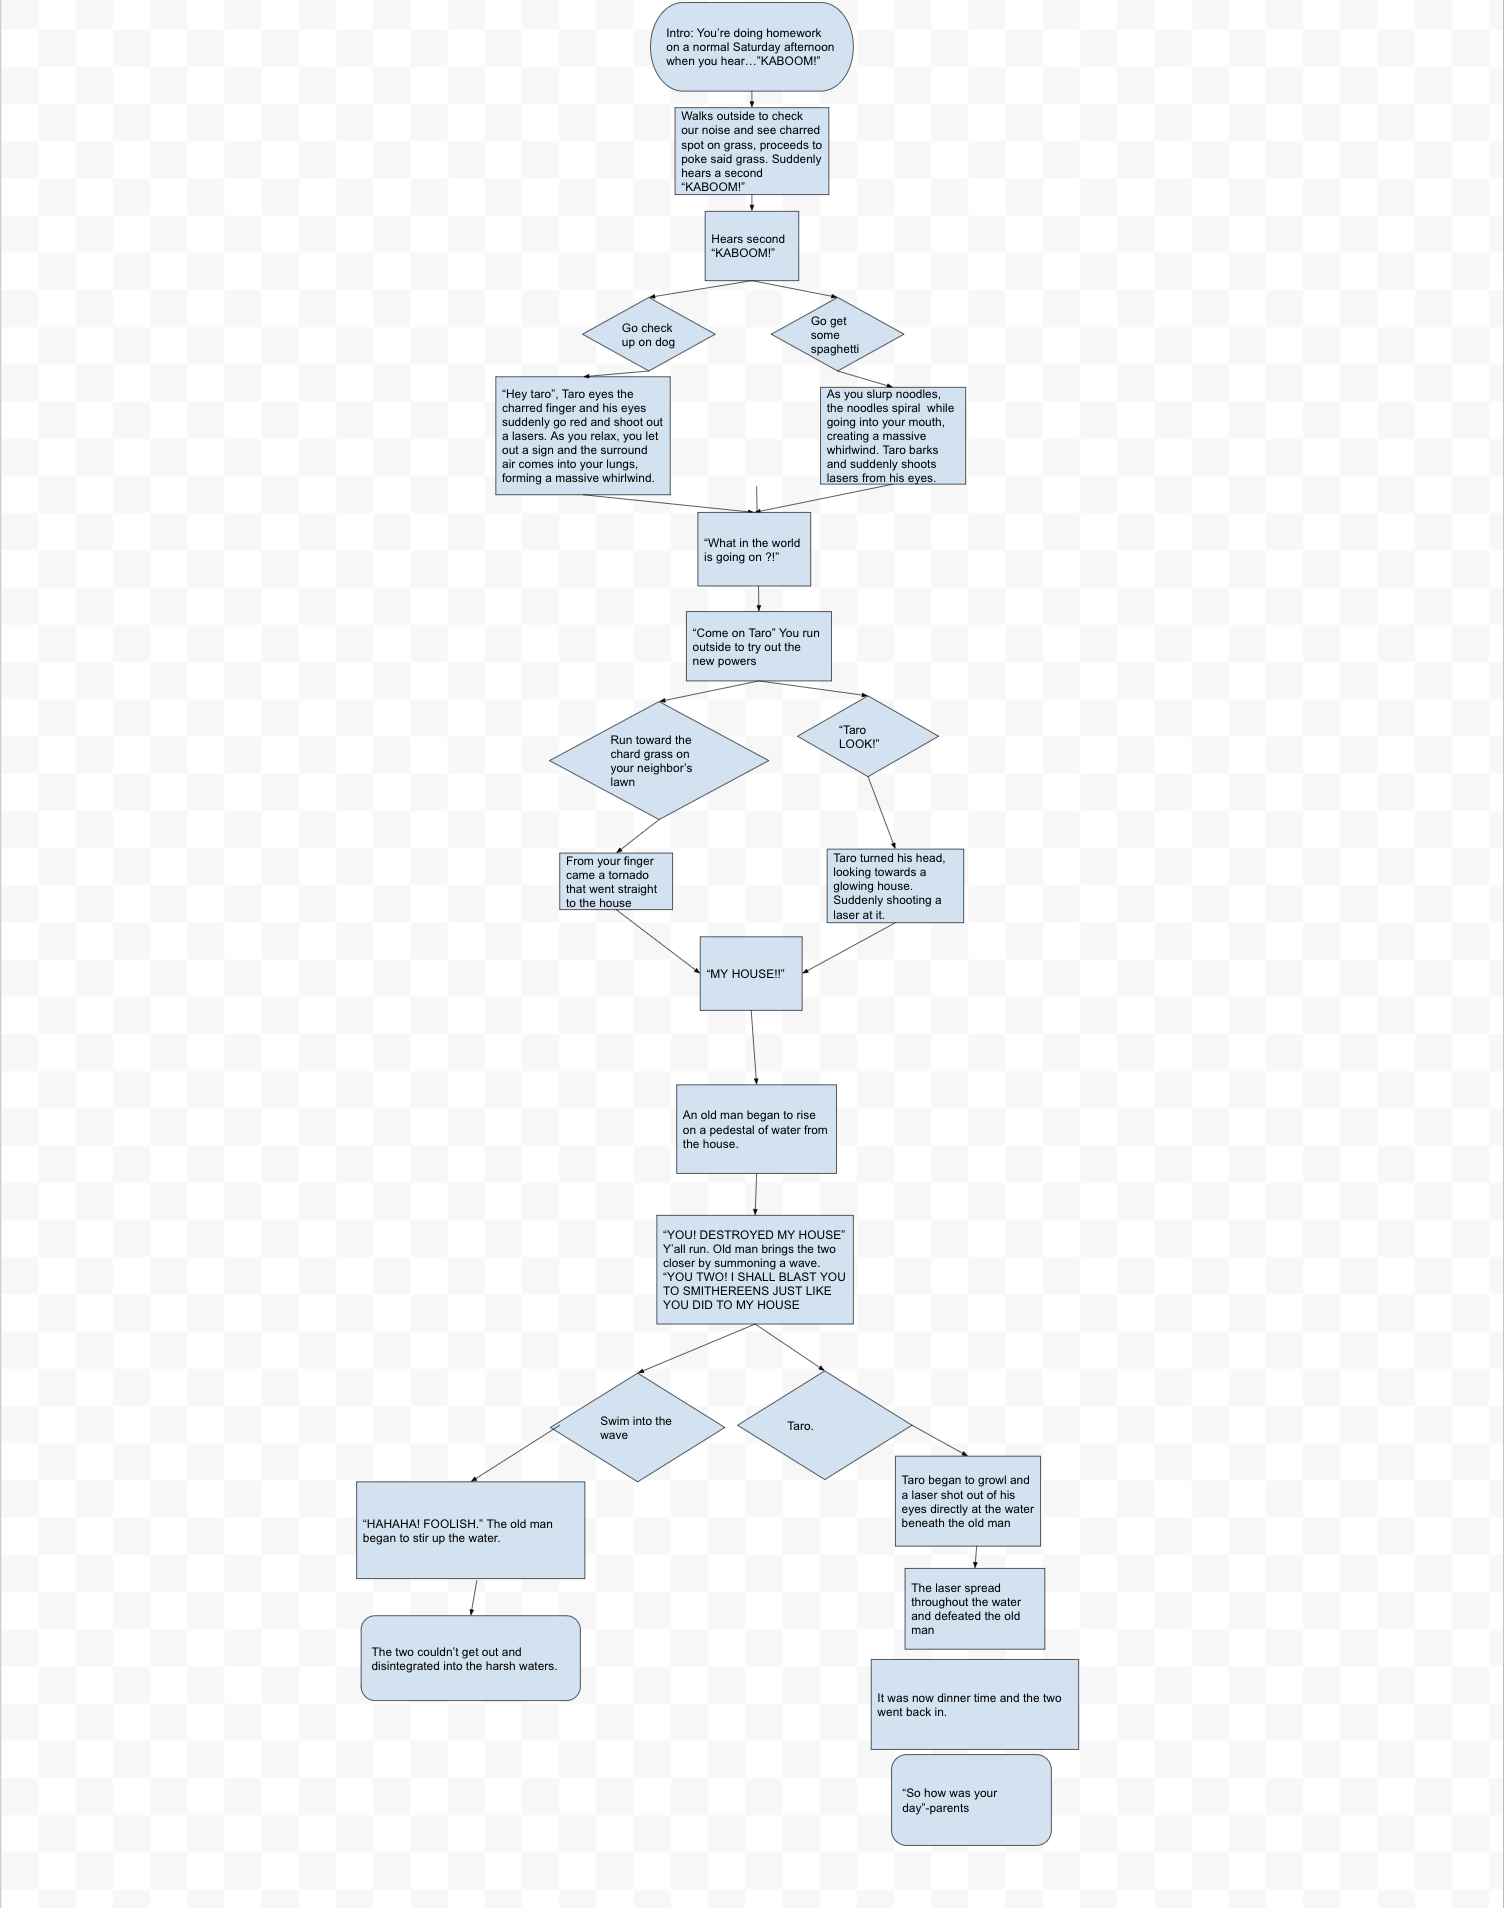 Intro: You’re doing homework
on a normal Saturday afternoon
when you hear…”KABOOM!”
Walks outside to check
our noise and see charred
spot on grass, proceeds to
poke said grass. Suddenly
hears a second
“KABOOM!”
Hears second
“KABOOM!”
Go check
up on dog
Go get
some
spaghetti
“Hey taro”, Taro eyes the
charred finger and his eyes
suddenly go red and shoot out
a lasers. As you relax, you let
out a sign and the surround
air comes into your lungs,
forming a massive whirlwind.
As you slurp noodles,
the noodles spiral  while
going into your mouth,
creating a massive
whirlwind. Taro barks
and suddenly shoots
lasers from his eyes.
“What in the world
is going on ?!”
“Come on Taro” You run
outside to try out the
new powers
Run toward the
chard grass on
your neighbor’s
lawn
“Taro
LOOK!”
From your finger
came a tornado
that went straight
to the house
Taro turned his head,
looking towards a
glowing house.
Suddenly shooting a
laser at it.
“MY HOUSE!!”
An old man began to rise
on a pedestal of water from
the house.
“YOU! DESTROYED MY HOUSE”
Y’all run. Old man brings the two
closer by summoning a wave.
“YOU TWO! I SHALL BLAST YOU
TO SMITHEREENS JUST LIKE
YOU DID TO MY HOUSE
Swim into the
wave
Taro.
“HAHAHA! FOOLISH.” The old man
began to stir up the water.
Taro began to growl and
a laser shot out of his
eyes directly at the water
beneath the old man
The two couldn’t get out and
disintegrated into the harsh waters.
The laser spread
throughout the water
and defeated the old
man
It was now dinner time and the two
went back in.
“So how was your
day”-parents